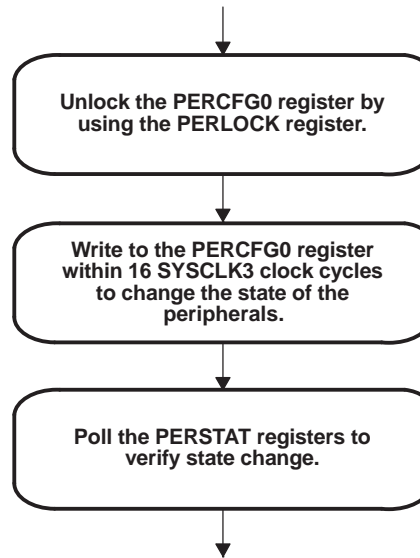 Unlock the PERCFG0 register by
using the PERLOCK register.
Write to the PERCFG0 register
within 16 SYSCLK3 clock cycles
to change the state of the
peripherals.
Poll the PERSTAT registers to
verify state change.